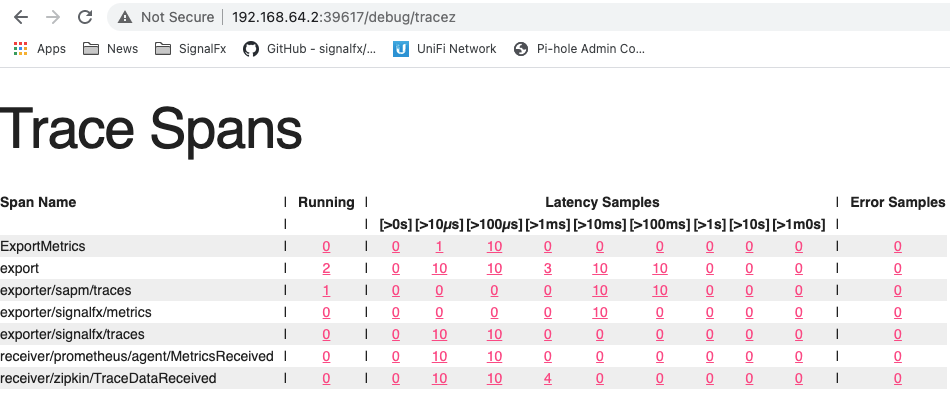 Not Secure | 192.168.64.2:39617/debug/tracez
Apps News SignalFx GitHub - signalfx/... UniFi Network Pi-hole Admin Co...
Trace Spans
Span Name | Running | Latency Samples | Error Samples
| | [>0s] [>10µs] [>100µs] [>1ms] [>10ms] [>100ms] [>1s] [>10s] [>1m0s] |
ExportMetrics | 0 | 0 1 10 0 0 0 0 0 0 | 0
export | 2 | 0 10 10 3 10 10 0 0 0 | 0
exporter/sapm/traces | 1 | 0 0 0 0 10 10 0 0 0 | 0
exporter/signalfx/metrics | 0 | 0 0 0 0 10 0 0 0 0 | 0
exporter/signalfx/traces | 0 | 0 10 10 0 0 0 0 0 0 | 0
receiver/prometheus/agent/MetricsReceived | 0 | 0 10 10 0 0 0 0 0 0 | 0
receiver/zipkin/TraceDataReceived | 0 | 0 10 10 4 0 0 0 0 0 | 0